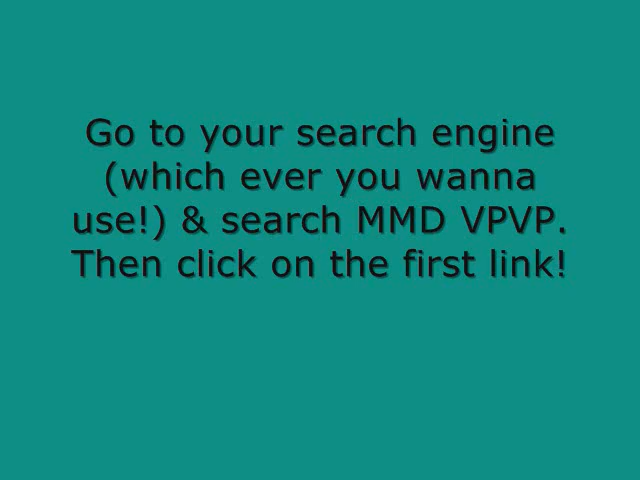 Go to your search engine
(which ever you wanna
use!) & search MMD VPVP.
Then click on the first link!